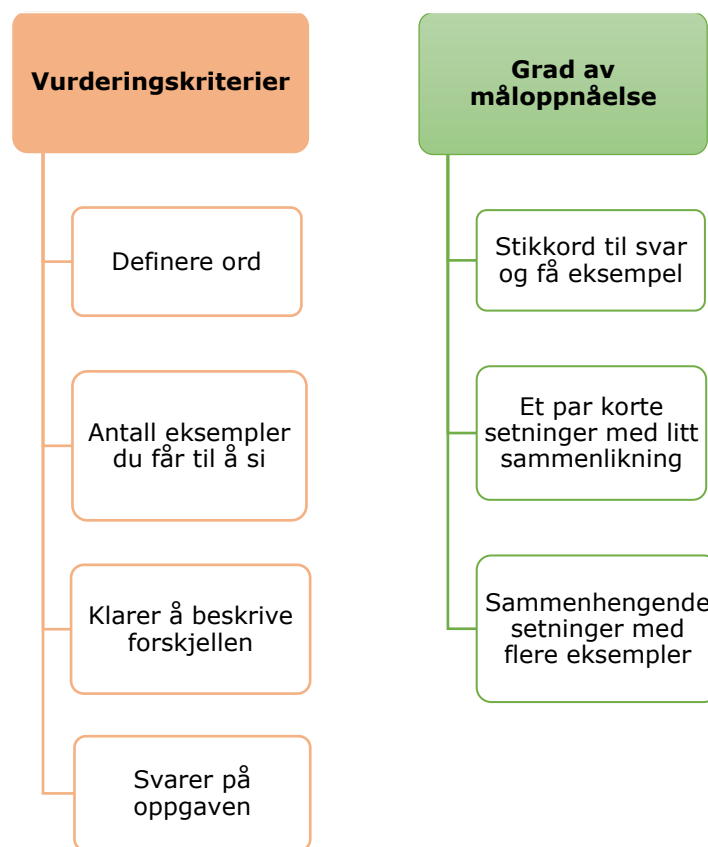 Vurderingskriterier
Definere ord
Antall eksempler
du får til å si
Klarer å beskrive
forskjellen
Svarer på
oppgaven
Grad av
måloppnåelse
Stikkord til svar
og få eksempel
Et par korte
setninger med litt
sammenlikning
Sammenhengende
setninger med
flere eksempler